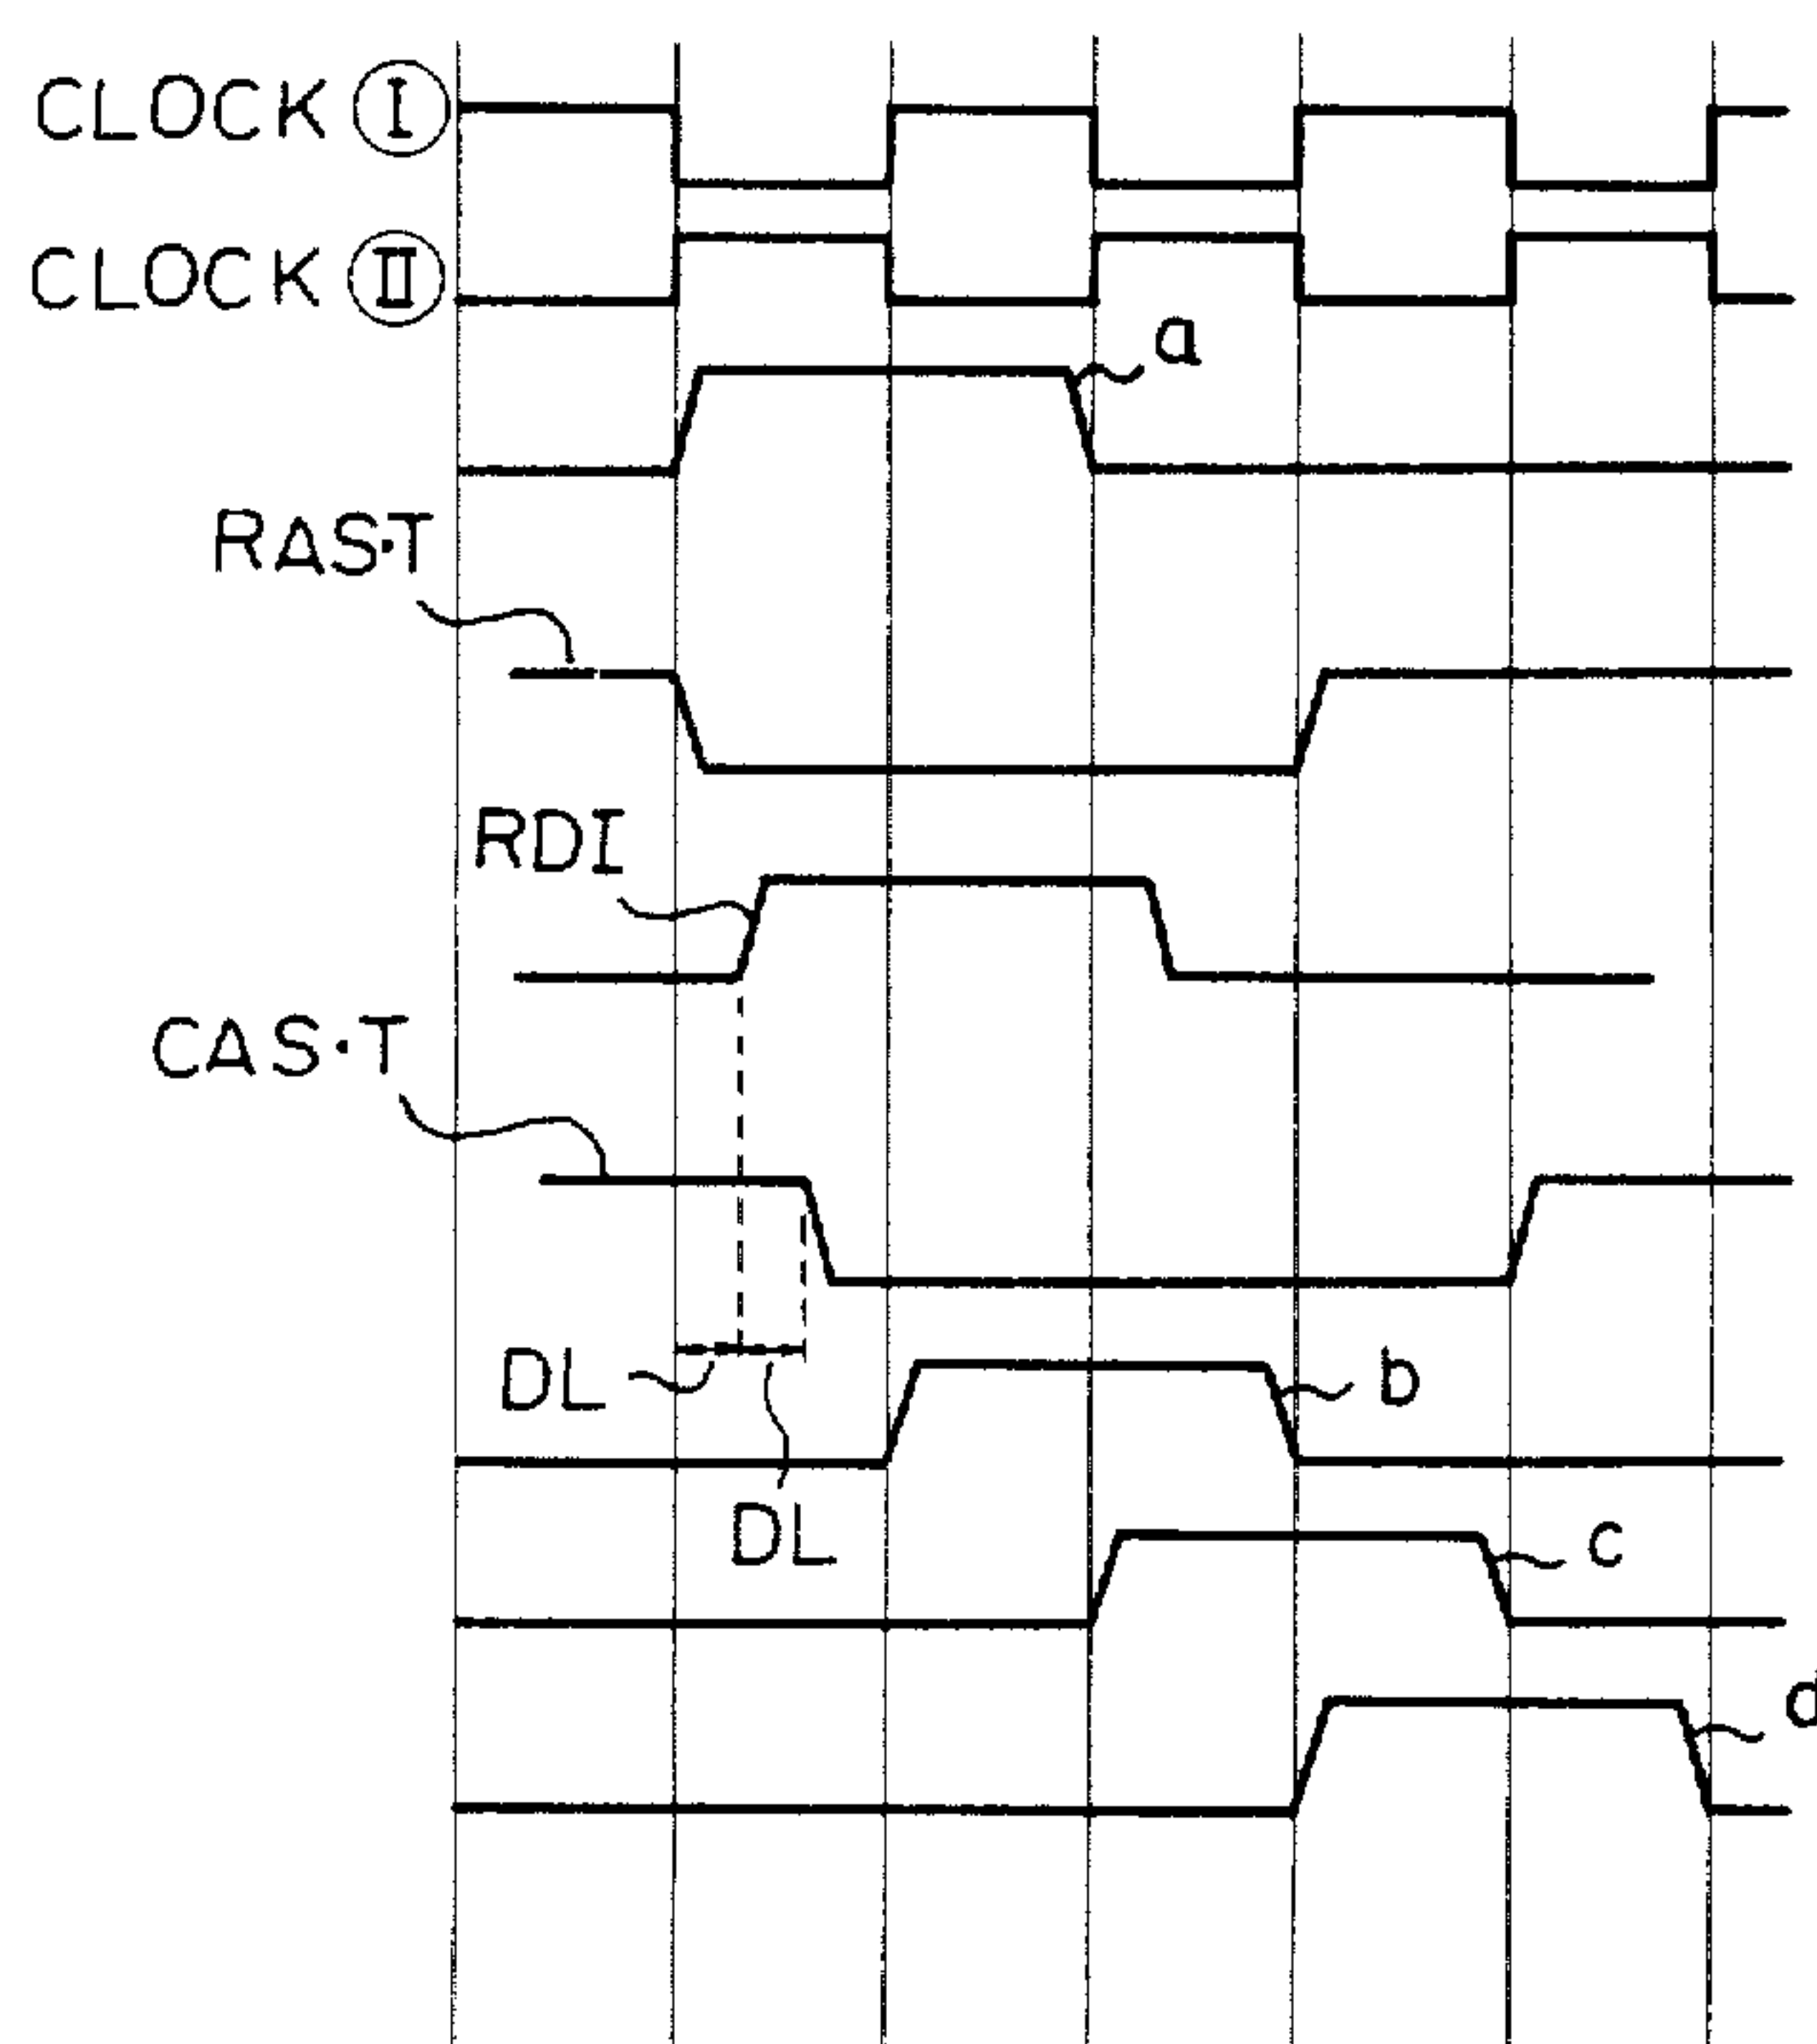 CLOCK Ⅰ
CLOCK Ⅱ
a
RAS·T
RDI
CAS·T
DL
b
DL
c
d